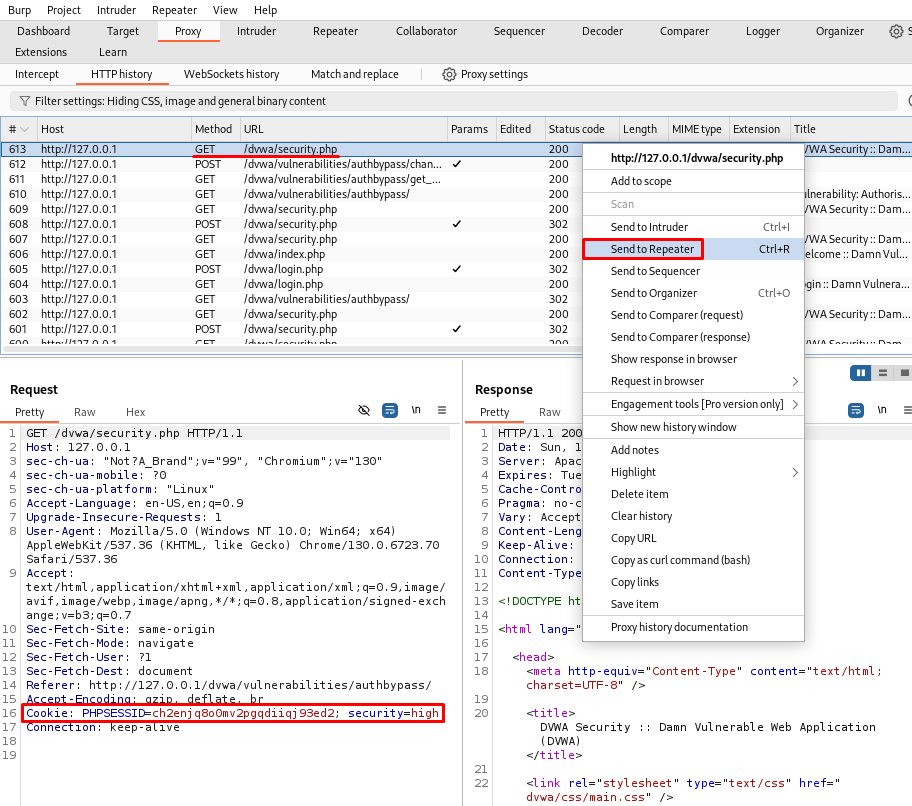 Burp Project Intruder Repeater View Help
Dashboard Target Proxy Intruder Repeater Collaborator Sequencer Decoder Comparer Logger Organizer
Extensions Learn
Intercept HTTP history WebSockets history Match and replace Proxy settings
Filter settings: Hiding CSS, image and general binary content
# Host Method URL Params Edited Status code Length MIME type Extension Title
613 http://127.0.0.1 GET /dvwa/security.php 200 WA Security :: Dam...
612 http://127.0.0.1 POST /dvwa/vulnerabilities/authbypass/chan... ✓ 200
611 http://127.0.0.1 GET /dvwa/vulnerabilities/authbypass/get_... 200
610 http://127.0.0.1 GET /dvwa/vulnerabilities/authbypass/ 200 ulnerability: Authoris...
609 http://127.0.0.1 GET /dvwa/security.php 200 WA Security :: Dam...
608 http://127.0.0.1 POST /dvwa/security.php ✓ 302
607 http://127.0.0.1 GET /dvwa/security.php 200 WA Security :: Dam...
606 http://127.0.0.1 GET /dvwa/index.php 200 elcome :: Damn Vul...
605 http://127.0.0.1 POST /dvwa/login.php ✓ 302
604 http://127.0.0.1 GET /dvwa/login.php 200 gin :: Damn Vulnera...
603 http://127.0.0.1 GET /dvwa/vulnerabilities/authbypass/ 302
602 http://127.0.0.1 GET /dvwa/security.php 200 WA Security :: Dam...
601 http://127.0.0.1 POST /dvwa/security.php ✓ 302
600 http://127.0.0.1 GET /dvwa/security.php 200 WA Security :: Dam...
http://127.0.0.1/dvwa/security.php
Add to scope
Scan
Send to Intruder Ctrl+I
Send to Repeater Ctrl+R
Send to Sequencer
Send to Organizer Ctrl+O
Send to Comparer (request)
Send to Comparer (response)
Show response in browser
Request in browser
Engagement tools [Pro version only]
Show new history window
Add notes
Highlight
Delete item
Clear history
Copy URL
Copy as curl command (bash)
Copy links
Save item
Proxy history documentation
Request
Pretty Raw Hex \n
1 GET /dvwa/security.php HTTP/1.1
2 Host: 127.0.0.1
3 sec-ch-ua: "Not?A_Brand";v="99", "Chromium";v="130"
4 sec-ch-ua-mobile: ?0
5 sec-ch-ua-platform: "Linux"
6 Accept-Language: en-US,en;q=0.9
7 Upgrade-Insecure-Requests: 1
8 User-Agent: Mozilla/5.0 (Windows NT 10.0; Win64; x64)
AppleWebKit/537.36 (KHTML, like Gecko) Chrome/130.0.6723.70
Safari/537.36
9 Accept:
text/html,application/xhtml+xml,application/xml;q=0.9,image/
avif,image/webp,image/apng,*/*;q=0.8,application/signed-exch
ange;v=b3;q=0.7
10 Sec-Fetch-Site: same-origin
11 Sec-Fetch-Mode: navigate
12 Sec-Fetch-User: ?1
13 Sec-Fetch-Dest: document
14 Referer: http://127.0.0.1/dvwa/vulnerabilities/authbypass/
15 Accept-Encoding: gzip, deflate, br
16 Cookie: PHPSESSID=ch2enjq8o0mv2pgqdiiqj93ed2; security=high
17 Connection: keep-alive
18
19
Response
Pretty Raw \n
1 HTTP/1.1 200
2 Date: Sun, 1
3 Server: Apac
4 Expires: Tue
5 Cache-Contro
6 Pragma: no-c
7 Vary: Accept
8 Content-Leng
9 Keep-Alive:
10 Connection:
11 Content-Type
12
13 <!DOCTYPE ht
14
15 <html lang="
16
17 <head>
18 <meta http-equiv="Content-Type" content="text/html;
charset=UTF-8" />
19
20 <title>
DVWA Security :: Damn Vulnerable Web Application
(DVWA)
</title>
21
22 <link rel="stylesheet" type="text/css" href="
dvwa/css/main.css" />